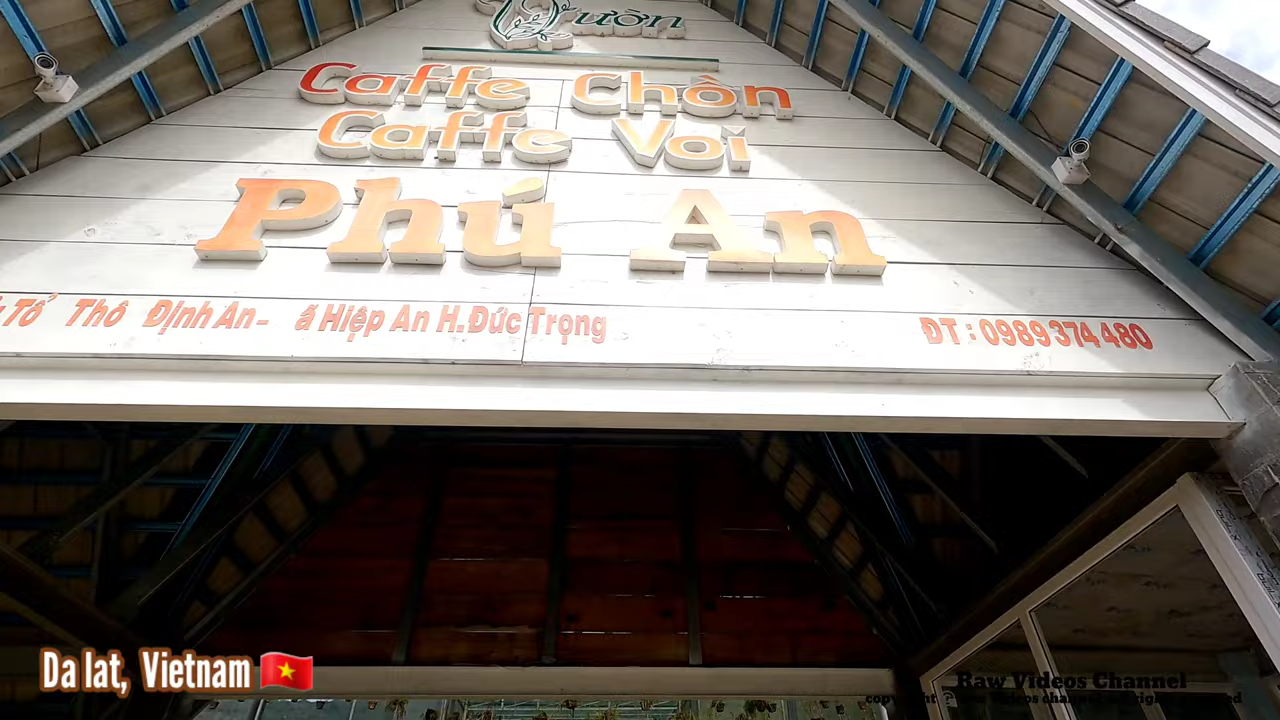 Vườn
Caffe Chồn
Caffe Voi
Phú An
Tổ Thô Định An- ã Hiệp An H.Đức Trọng
ĐT : 0989374480
Da lat, Vietnam
Raw Videos Channel